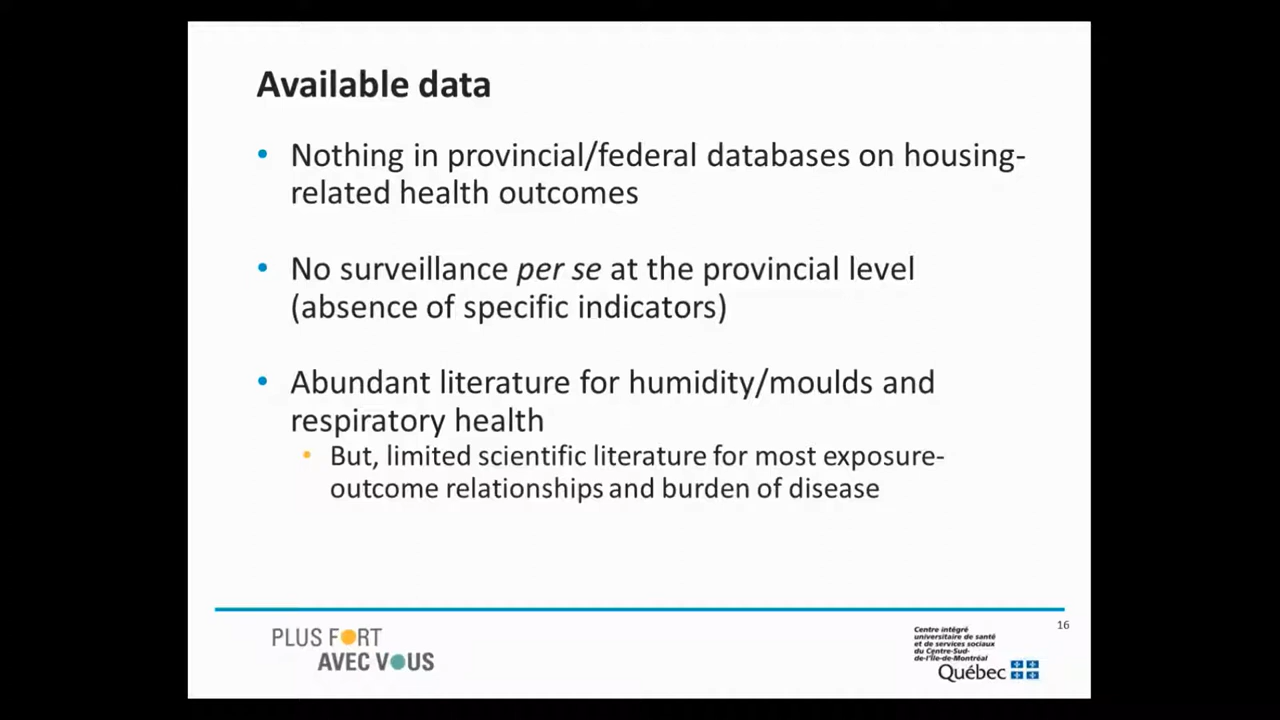 Available data
• Nothing in provincial/federal databases on housing-
related health outcomes
• No surveillance per se at the provincial level
(absence of specific indicators)
• Abundant literature for humidity/moulds and
respiratory health
• But, limited scientific literature for most exposure-
outcome relationships and burden of disease
16
PLUS FORT
AVEC VOUS
Centre intégré
universitaire de santé
et de services sociaux
du Centre-Sud-
de-l'Île-de-Montréal
Québec